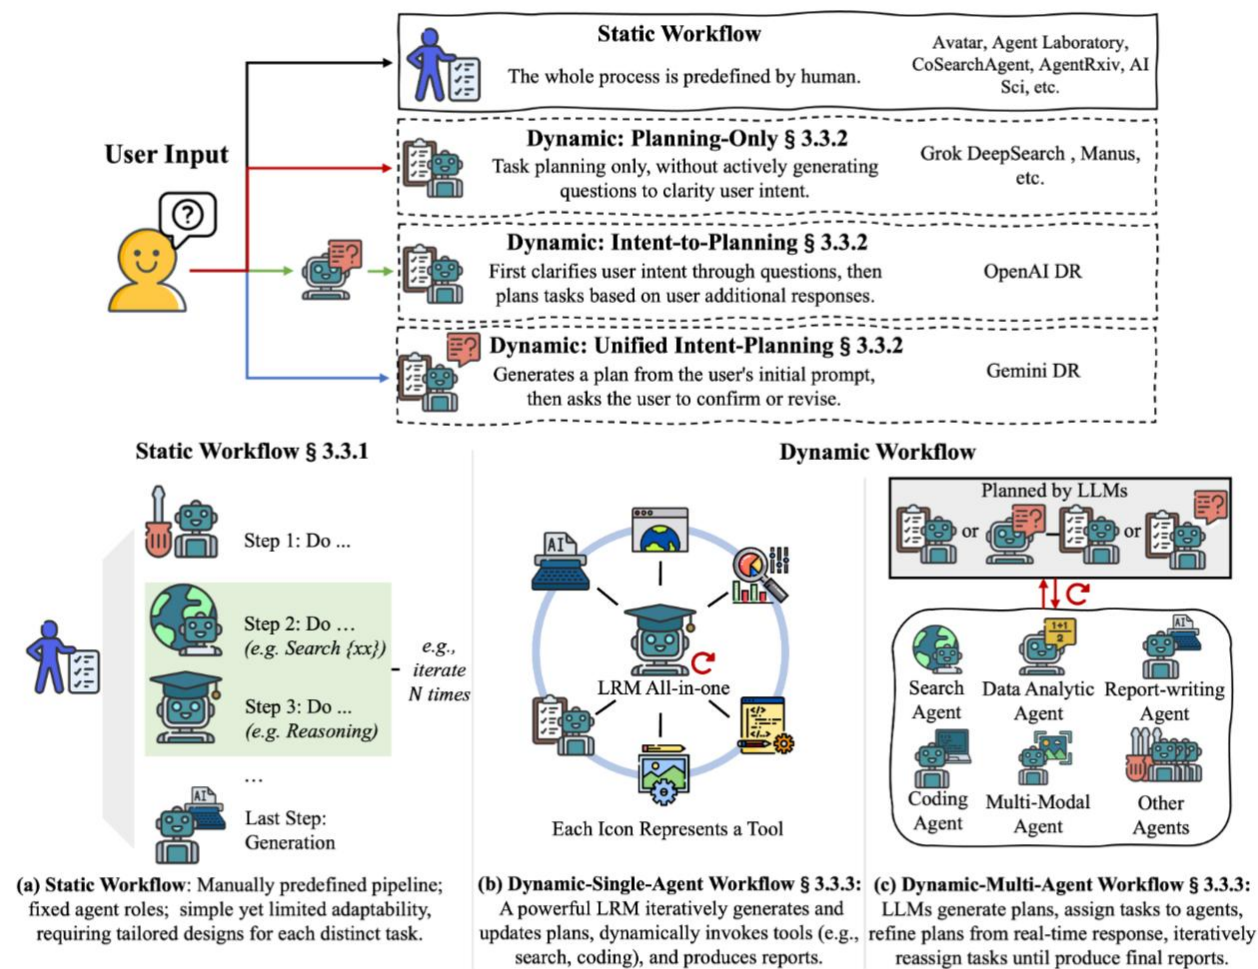 Static Workflow
The whole process is predefined by human.
Avatar, Agent Laboratory,
CoSearchAgent, AgentRxiv, AI
Sci, etc.
User Input
?
Dynamic: Planning-Only § 3.3.2
Task planning only, without actively generating
questions to clarity user intent.
Grok DeepSearch , Manus,
etc.
Dynamic: Intent-to-Planning § 3.3.2
First clarifies user intent through questions, then
plans tasks based on user additional responses.
OpenAI DR
?
Dynamic: Unified Intent-Planning § 3.3.2
Generates a plan from the user's initial prompt,
then asks the user to confirm or revise.
Gemini DR
?
Static Workflow § 3.3.1
Step 1: Do ...
Step 2: Do …
(e.g. Search {xx})
Step 3: Do ...
(e.g. Reasoning)
e.g.,
iterate
N times
…
AI
Last Step:
Generation
(a) Static Workflow: Manually predefined pipeline;
fixed agent roles; simple yet limited adaptability,
requiring tailored designs for each distinct task.
Dynamic Workflow
AI
LRM All-in-one
</>
Each Icon Represents a Tool
(b) Dynamic-Single-Agent Workflow § 3.3.3:
A powerful LRM iteratively generates and
updates plans, dynamically invokes tools (e.g.,
search, coding), and produces reports.
Planned by LLMs
?
or
?
or
?
1+1
2
AI
Search
Agent
Data Analytic
Agent
Report-writing
Agent
Coding
Agent
Multi-Modal
Agent
Other
Agents
(c) Dynamic-Multi-Agent Workflow § 3.3.3:
LLMs generate plans, assign tasks to agents,
refine plans from real-time response, iteratively
reassign tasks until produce final reports.